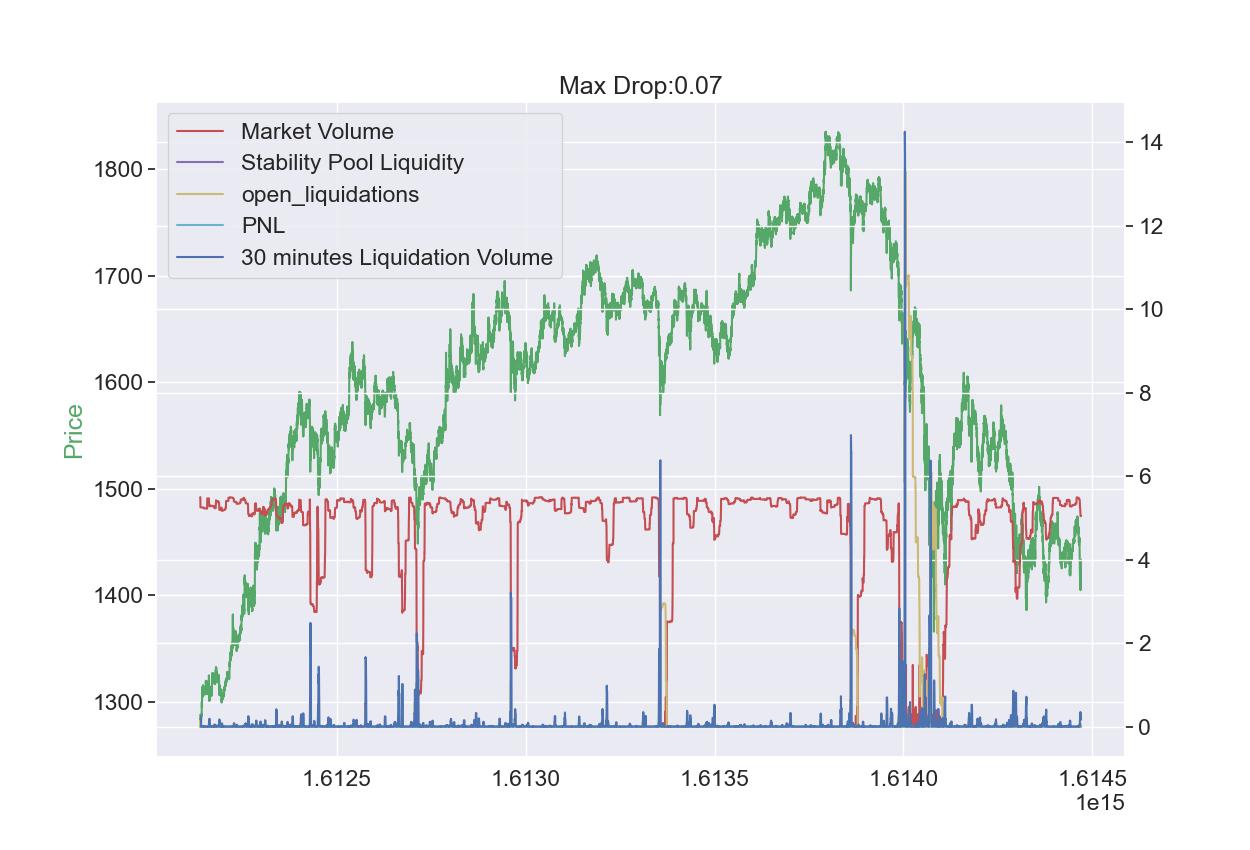 Max Drop:0.07
Market Volume
Stability Pool Liquidity
open_liquidations
PNL
30 minutes Liquidation Volume
Price
1800
1700
1600
1500
1400
1300
14
12
10
8
6
4
2
0
1.6125
1.6130
1.6135
1.6140
1.6145
1e15